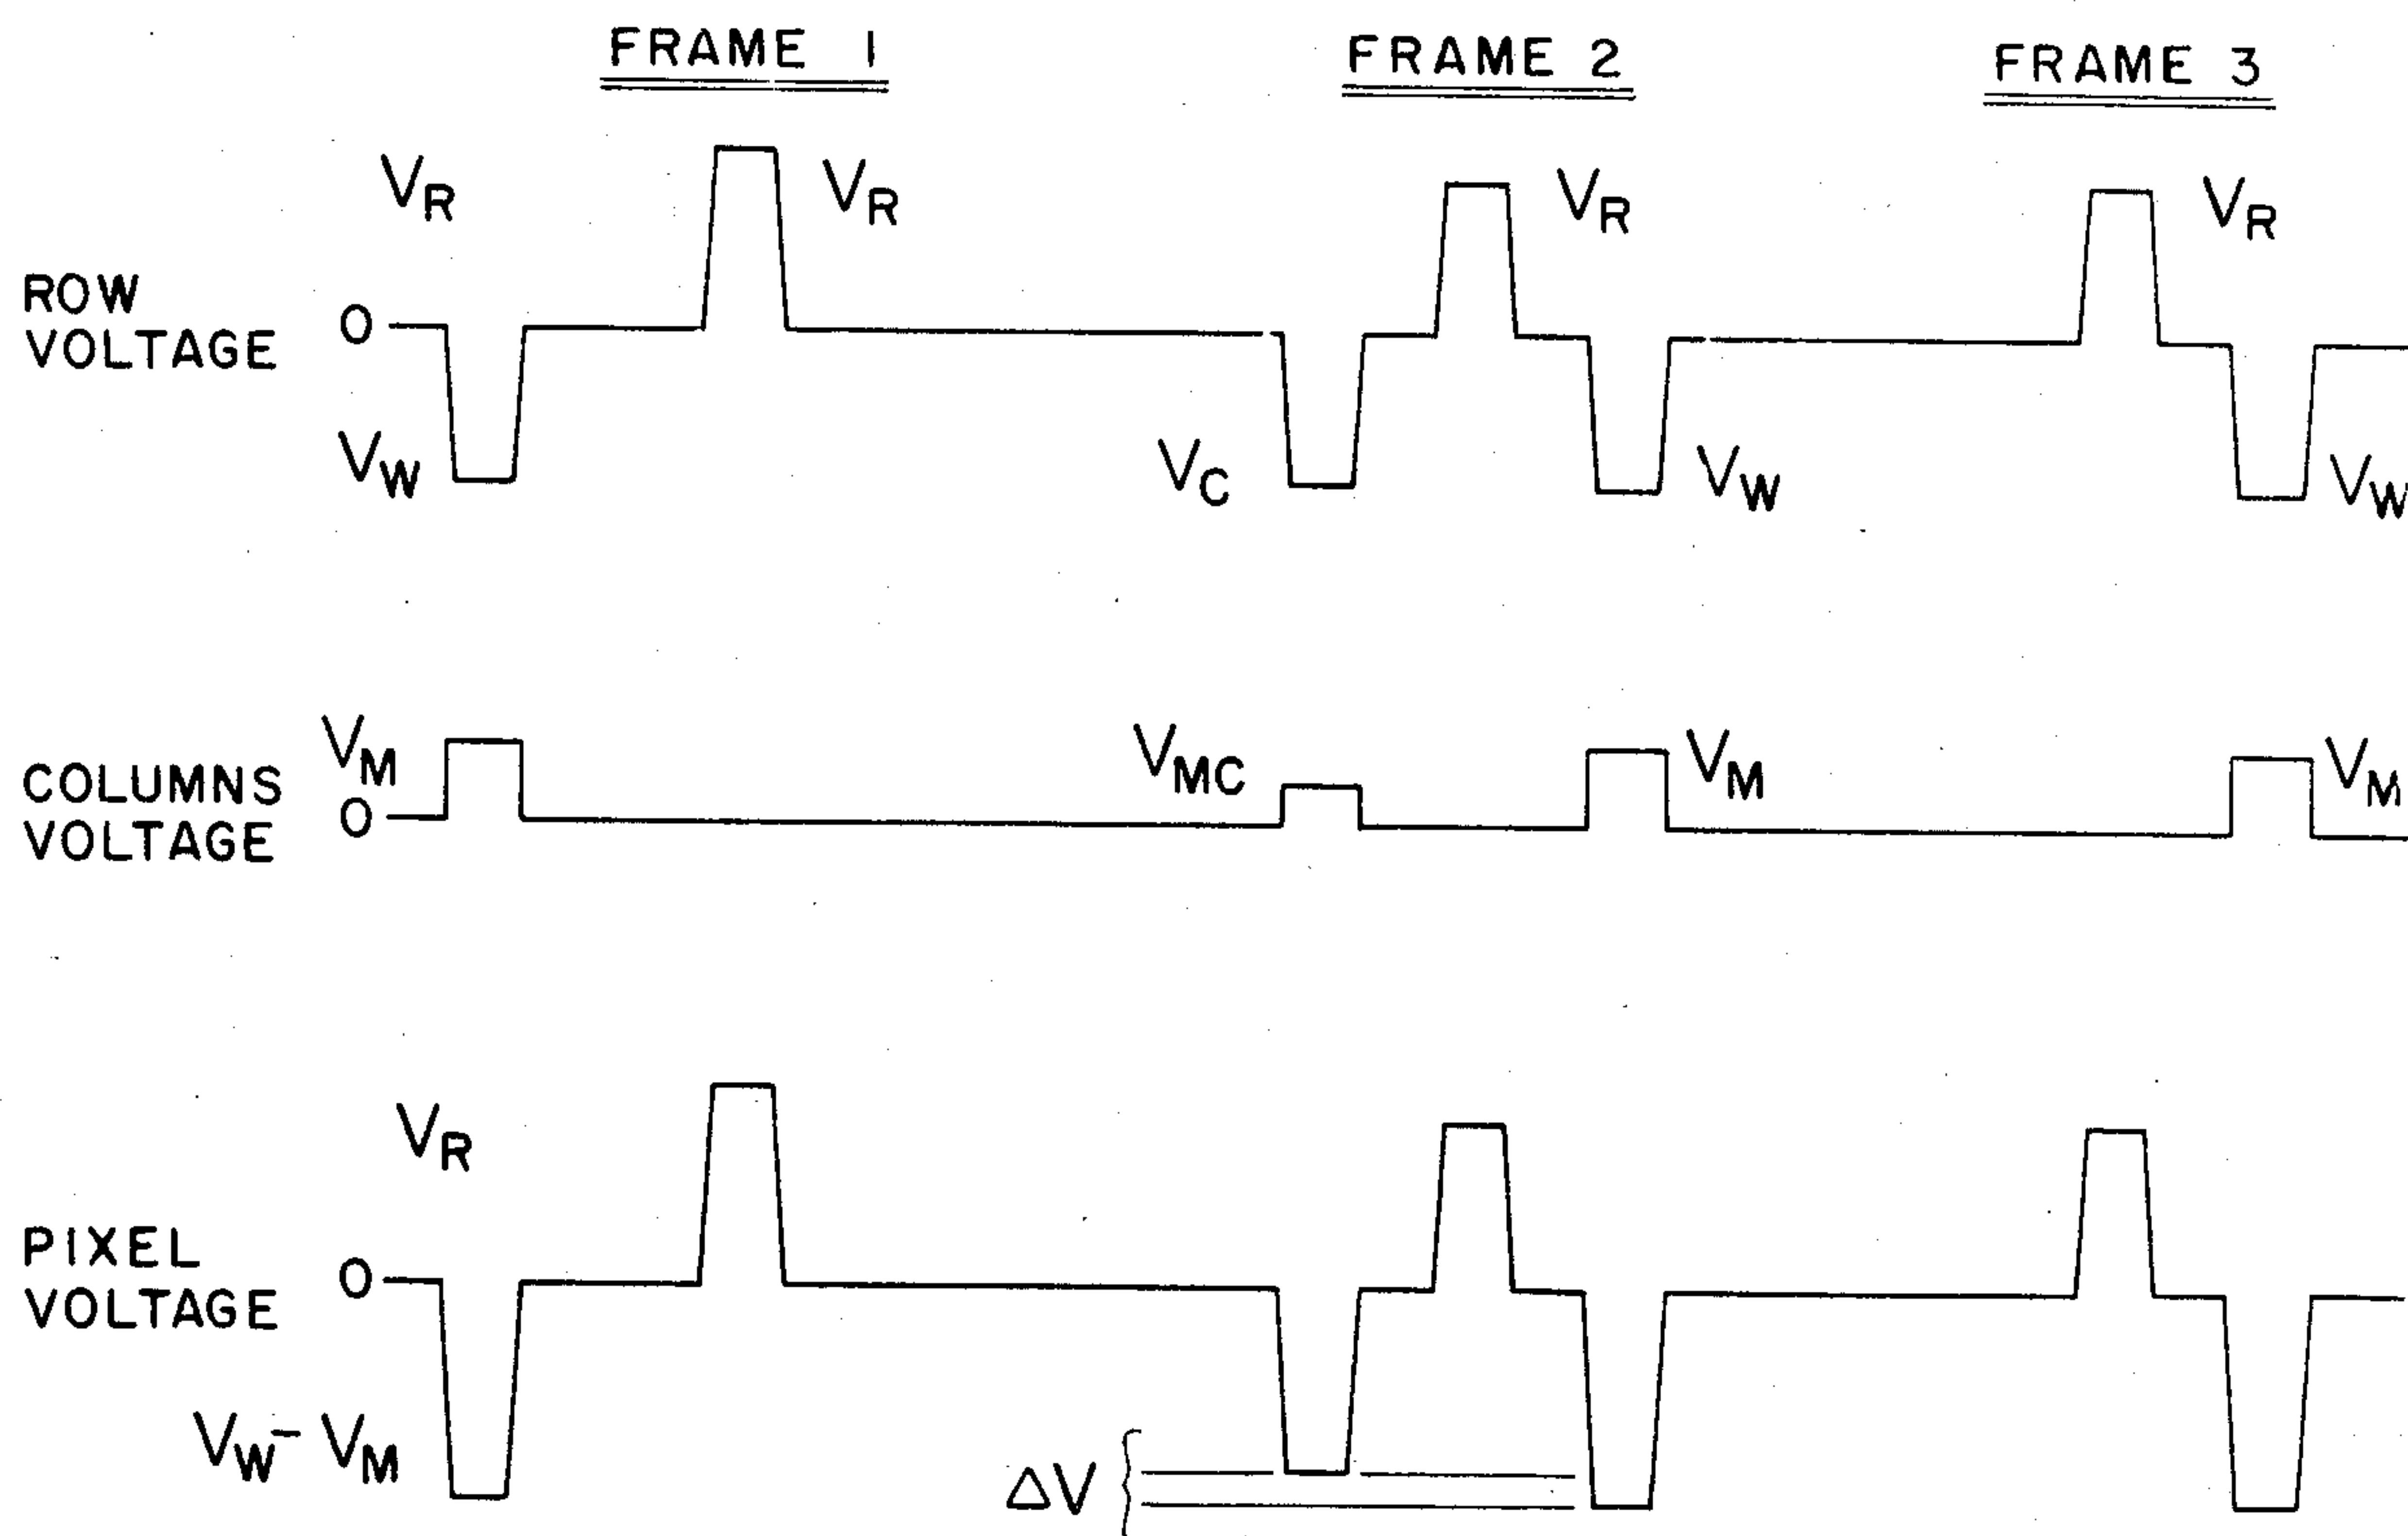 FRAME 1
FRAME 2
FRAME 3
VR
VR
VR
VR
ROW
VOLTAGE
0
VW
VC
VW
VW
VM
VMC
VM
VM
COLUMNS
VOLTAGE
0
VR
PIXEL
VOLTAGE
0
VW - VM
ΔV